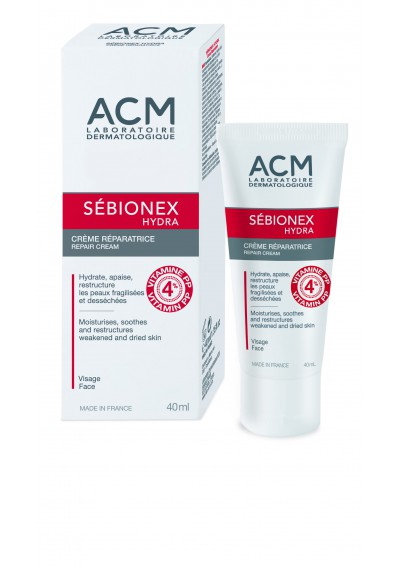 ACM
LABORATOIRE
DERMATOLOGIQUE
SÉBIONEX
HYDRA
CRÈME RÉPARATRICE
REPAIR CREAM
Hydrate, apaise,
restructure
les peaux fragilisées
et desséchées
Moisturises, soothes
and restructures
weakened and dried skin
VITAMINE PP
4%
VITAMIN PP
Visage
Face
MADE IN FRANCE
40ml
ACM
LABORATOIRE
DERMATOLOGIQUE
SÉBIONEX
HYDRA
CRÈME RÉPARATRICE
REPAIR CREAM
Hydrate, apaise,
restructure
les peaux fragilisées
et desséchées
Moisturises, soothes
and restructures
weakened and dried skin
VITAMINE PP
4%
VITAMIN PP
Visage
Face
MADE IN FRANCE
40mL